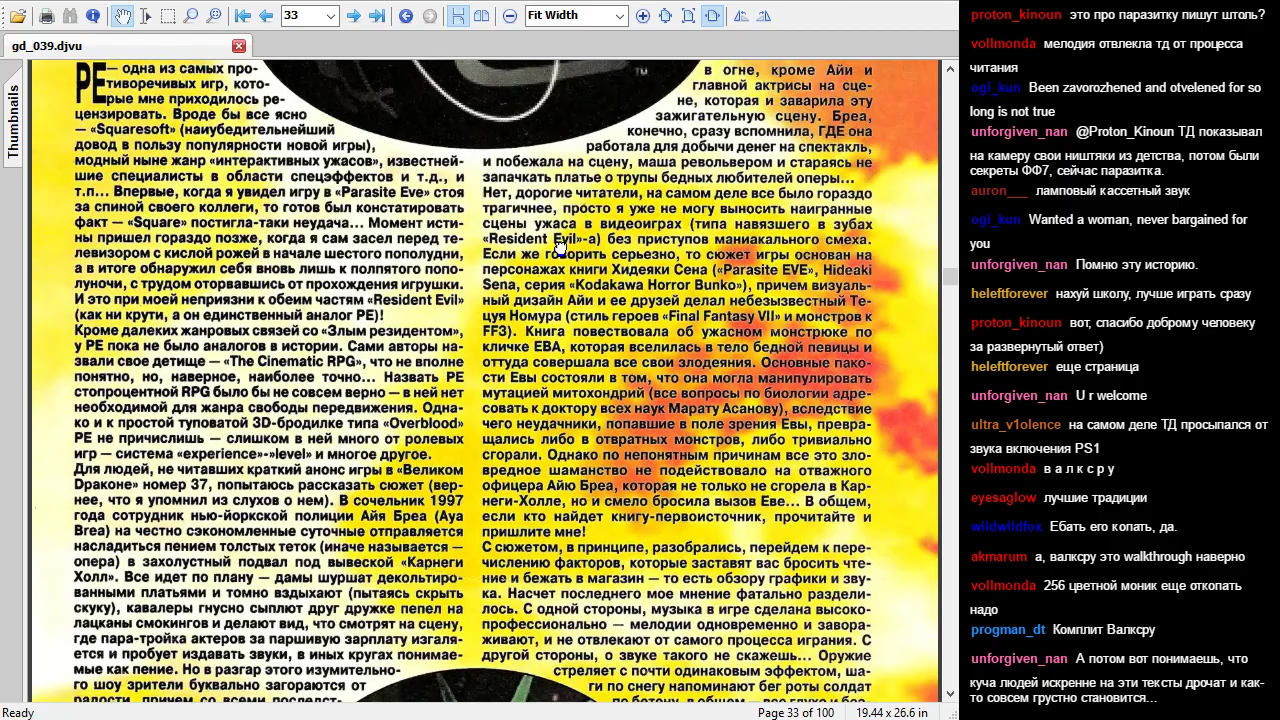 33
Fit Width
gd_039.djvu
Thumbnails
РЕ — одна из самых про-
тиворечивых игр, кото-
рые мне приходилось ре-
цензировать. Вроде бы все ясно
— «Squaresoft» (наиубедительнейший
довод в пользу популярности новой игры),
модный ныне жанр «интерактивных ужасов», известней-
шие специалисты в области спецэффектов и т.д., и
т.п... Впервые, когда я увидел игру в «Parasite Eve» стоя
за спиной своего коллеги, то готов был констатировать
факт — «Square» постигла-таки неудача... Момент исти-
ны пришел гораздо позже, когда я сам засел перед те-
левизором с кислой рожей в начале шестого пополудни,
а в итоге обнаружил себя вновь лишь к полпятого попо-
луночи, с трудом оторвавшись от прохождения игрушки.
И это при моей неприязни к обеим частям «Resident Evil»
(как ни крути, а он единственный аналог РЕ)!
Кроме далеких жанровых связей со «Злым резидентом»,
у РЕ пока не было аналогов в истории. Сами авторы на-
звали свое детище — «The Cinematic RPG», что не вполне
понятно, но, наверное, наиболее точно... Назвать РЕ
стопроцентной RPG было бы не совсем верно — в ней нет
необходимой для жанра свободы передвижения. Одна-
ко и к простой туповатой 3D-бродилке типа «Overblood»
РЕ не причислишь — слишком в ней много от ролевых
игр — система «experience»-»level» и многое другое.
Для людей, не читавших краткий анонс игры в «Великом
Драконе» номер 37, попытаюсь рассказать сюжет (вер-
нее, что я упомнил из слухов о нем). В сочельник 1997
года сотрудник нью-йоркской полиции Айя Бреа (Aya
Brea) на честно сэкономленные суточные отправляется
насладиться пением толстых теток (иначе называется —
опера) в захолустный подвал под вывеской «Карнеги
Холл». Все идет по плану — дамы шуршат декольтиро-
ванными платьями и томно вздыхают (пытаясь скрыть
скуку), кавалеры гнусно сыплют друг дружке пепел на
лацканы смокингов и делают вид, что смотрят на сцену,
где пара-тройка актеров за паршивую зарплату изгаля-
ется и пробует издавать звуки, в иных кругах понимае-
мые как пение. Но в разгар этого изумительно-
го шоу зрители буквально загораются от
радости, причем со всеми последст-
TM
в огне, кроме Айи и
главной актрисы на сце-
не, которая и заварила эту
зажигательную сцену. Бреа,
конечно, сразу вспомнила, ГДЕ она
работала для добычи денег на спектакль,
и побежала на сцену, маша револьвером и стараясь не
запачкать платье о трупы бедных любителей оперы...
Нет, дорогие читатели, на самом деле все было гораздо
трагичнее, просто я уже не могу выносить наигранные
сцены ужаса в видеоиграх (типа навязшего в зубах
«Resident Evil»-а) без приступов маниакального смеха.
Если же говорить серьезно, то сюжет игры основан на
персонажах книги Хидеяки Сена («Parasite EVE», Hideaki
Sena, серия «Kodakawa Horror Bunko»), причем визуаль-
ный дизайн Айи и ее друзей делал небезызвестный Те-
цуя Номура (стиль героев «Final Fantasy VII» и монстров к
FF3). Книга повествовала об ужасном монструкe по
кличке ЕВА, которая вселилась в тело бедной певицы и
оттуда совершала все свои злодеяния. Основные пако-
сти Евы состояли в том, что она могла манипулировать
мутацией митохондрий (все вопросы по биологии адре-
совать к доктору всех наук Марату Асанову), вследствие
чего неудачники, попавшие в поле зрения Евы, превра-
щались либо в отвратных монстров, либо тривиально
сгорали. Однако по непонятным причинам все это зло-
вредное шаманство не подействовало на отважного
офицера Айю Бреа, которая не только не сгорела в Кар-
неги-Холле, но и смело бросила вызов Еве... В общем,
если кто найдет книгу-первоисточник, прочитайте и
пришлите мне!
С сюжетом, в принципе, разобрались, перейдем к пере-
числению факторов, которые заставят вас бросить чте-
ние и бежать в магазин — то есть обзору графики и зву-
ка. Насчет последнего мое мнение фатально раздели-
лось. С одной стороны, музыка в игре сделана высоко-
профессионально — мелодии одновременно и завора-
живают, и не отвлекают от самого процесса играния. С
другой стороны, о звуке такого не скажешь... Оружие
стреляет с почти одинаковым эффектом, ша-
ги по снегу напоминают бег роты солдат
по бетону, в общем
Ready
Page 33 of 100
19.44 x 26.6 in
proton_kinoun это про паразитку пишут штоль?
vollmonda мелодия отвлекла тд от процесса
читания
ogl_kun Been zavorozhened and otvelened for so
long is not true
unforgiven_nan @Proton_Kinoun ТД показывал
на камеру свои ништяки из детства, потом были
секреты ФФ7, сейчас паразитка.
auron___ ламповый кассетный звук
ogl_kun Wanted a woman, never bargained for
you
unforgiven_nan Помню эту историю.
heleftforever нахуй школу, лучше играть сразу
proton_kinoun вот, спасибо доброму человеку
за развернутый ответ)
heleftforever еще страница
unforgiven_nan U r welcome
ultra_v1olence на самом деле ТД просыпался от
звука включения PS1
vollmonda в а л к с р у
eyesaglow лучшие традиции
wildwildfox Ебать его копать, да.
akmarum а, валксру это walkthrough наверно
vollmonda 256 цветной моник еще откопать
надо
progman_dt Комплит Валксру
unforgiven_nan А потом вот понимаешь, что
куча людей искренне на эти тексты дрочат и как-
то совсем грустно становится...